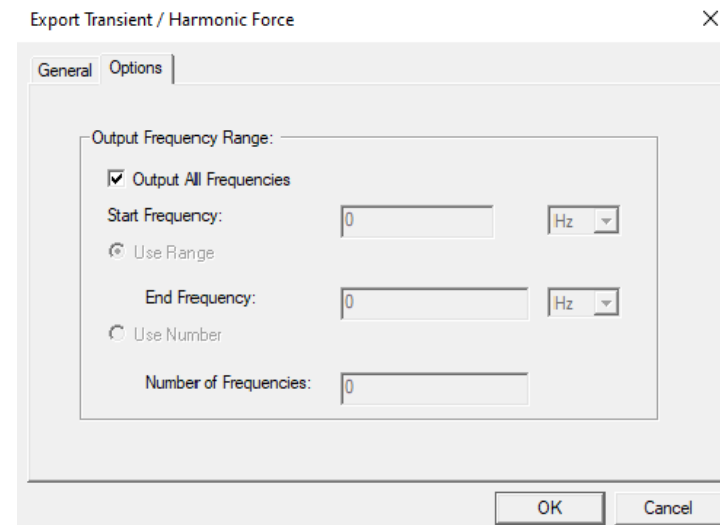 Export Transient / Harmonic Force
General Options
Output Frequency Range:
Output All Frequencies
Start Frequency: 0 Hz
Use Range
End Frequency: 0 Hz
Use Number
Number of Frequencies: 0
OK Cancel